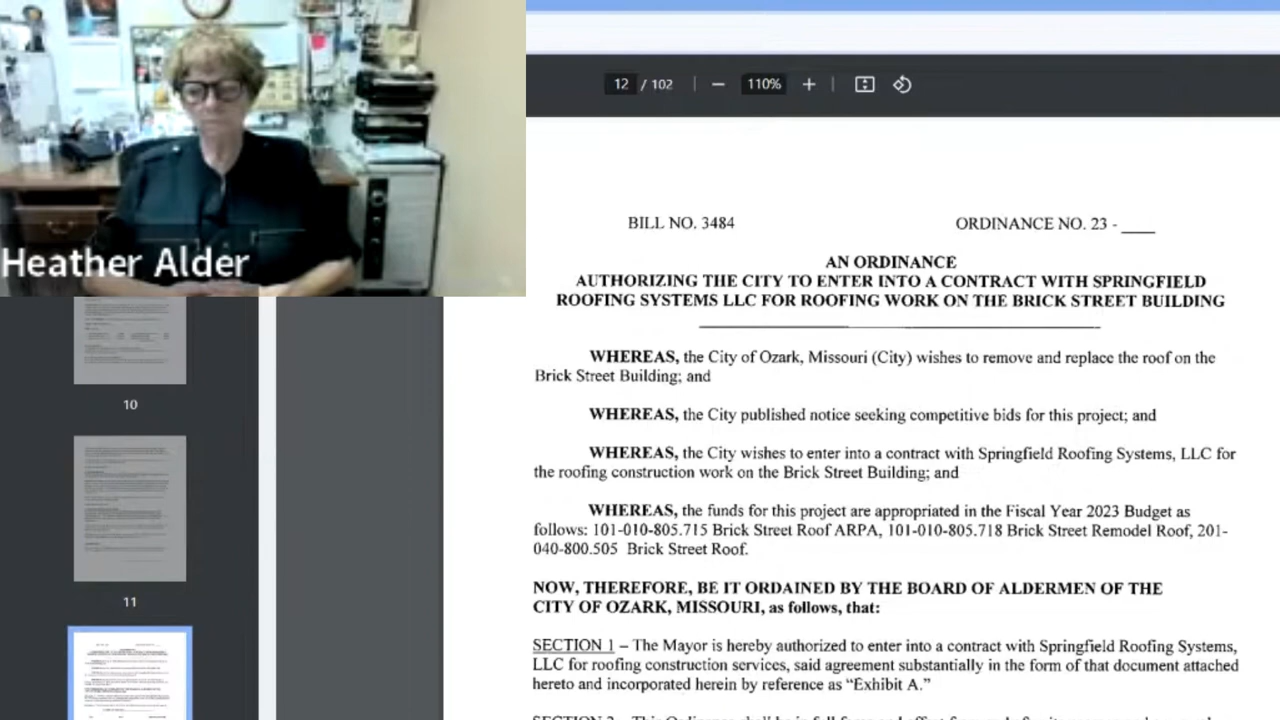 Heather Alder
10
11
12 / 102
110%
BILL NO. 3484
ORDINANCE NO. 23 - ____
AN ORDINANCE
AUTHORIZING THE CITY TO ENTER INTO A CONTRACT WITH SPRINGFIELD
ROOFING SYSTEMS LLC FOR ROOFING WORK ON THE BRICK STREET BUILDING
WHEREAS, the City of Ozark, Missouri (City) wishes to remove and replace the roof on the
Brick Street Building; and
WHEREAS, the City published notice seeking competitive bids for this project; and
WHEREAS, the City wishes to enter into a contract with Springfield Roofing Systems, LLC for
the roofing construction work on the Brick Street Building; and
WHEREAS, the funds for this project are appropriated in the Fiscal Year 2023 Budget as
follows: 101-010-805.715 Brick Street Roof ARPA, 101-010-805.718 Brick Street Remodel Roof, 201-
040-800.505 Brick Street Roof.
NOW, THEREFORE, BE IT ORDAINED BY THE BOARD OF ALDERMEN OF THE
CITY OF OZARK, MISSOURI, as follows, that:
SECTION 1 – The Mayor is hereby authorized to enter into a contract with Springfield Roofing Systems,
LLC for roofing construction services, said agreement substantially in the form of that document attached
hereto and incorporated herein by reference as “Exhibit A.”